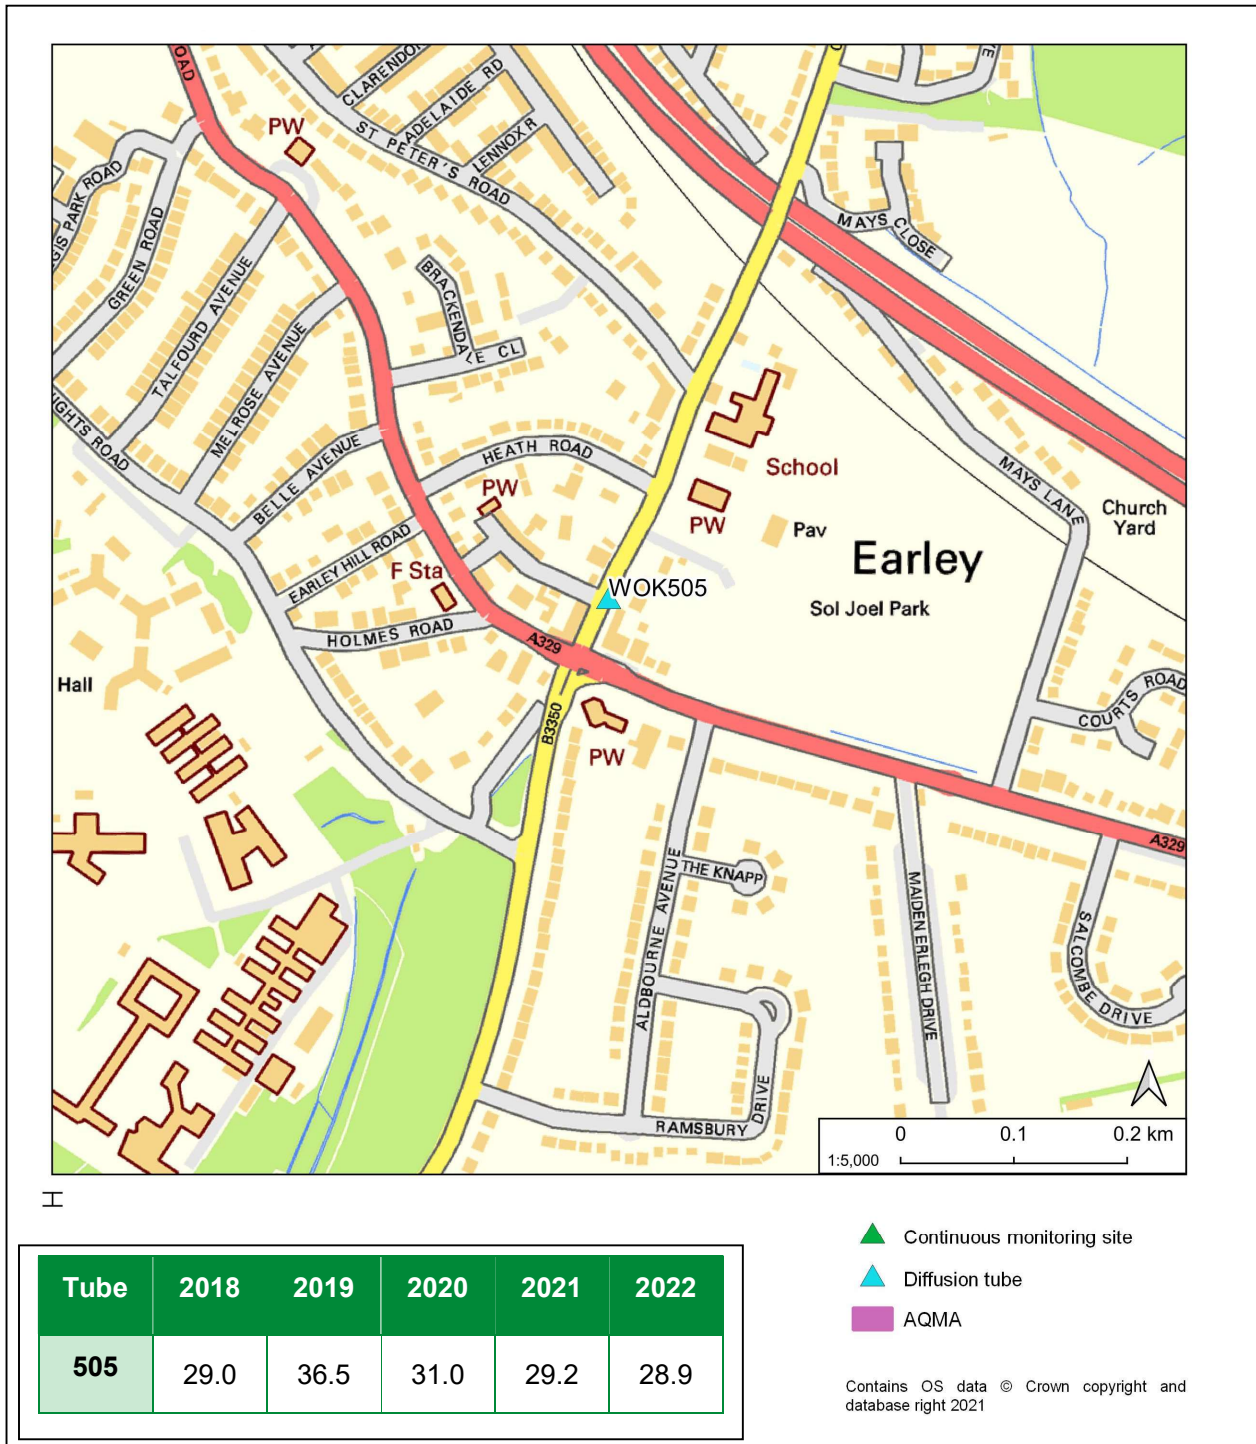 OAD
PW
CLARENDON
ADELAIDE RD
LENNOX R
ST PETER'S ROAD
GIS PARK ROAD
GREEN ROAD
TALFOURD AVENUE
MELROSE AVENUE
BRACKENDALE CL
MAYS CLOSE
IGHTS ROAD
BELLE AVENUE
HEATH ROAD
PW
School
PW
Pav
MAYS LANE
Church
Yard
Earley
EARLEY HILL ROAD
F Sta
WOK505
Sol Joel Park
HOLMES ROAD
A329
Hall
B3350
PW
COURTS ROAD
A329
THE KNAPP
ALDBOURNE AVENUE
MAIDEN ERLEGH DRIVE
SALCOMBE DRIVE
RAMSBURY DRIVE
0 0.1 0.2 km
1:5,000
Tube 2018 2019 2020 2021 2022
505 29.0 36.5 31.0 29.2 28.9
Continuous monitoring site
Diffusion tube
AQMA
Contains OS data © Crown copyright and
database right 2021